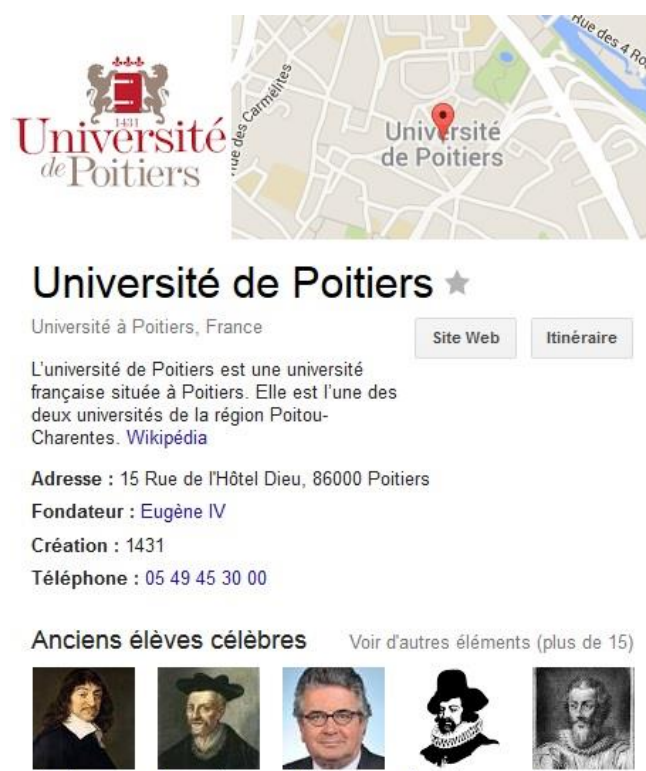 Rue des 4 Ro
rue des Carmélites
1431
Université
de Poitiers
Université
de Poitiers
Université de Poitiers
Université à Poitiers, France
Site Web
Itinéraire
L'université de Poitiers est une université
française située à Poitiers. Elle est l'une des
deux universités de la région Poitou-
Charentes. Wikipédia
Adresse : 15 Rue de l'Hôtel Dieu, 86000 Poitiers
Fondateur : Eugène IV
Création : 1431
Téléphone : 05 49 45 30 00
Anciens élèves célèbres
Voir d'autres éléments (plus de 15)